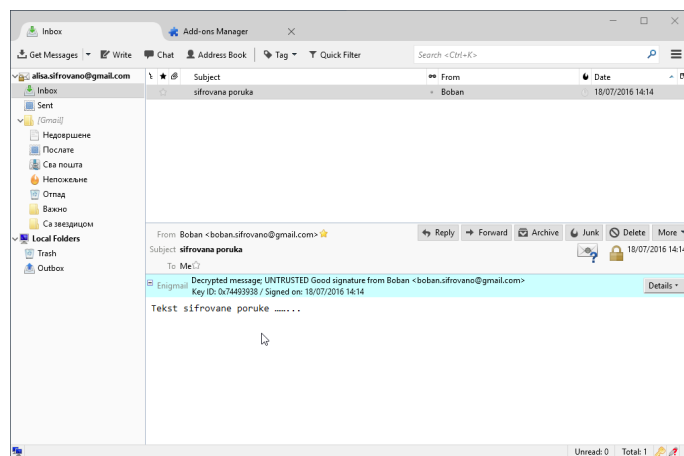 Inbox
Add-ons Manager
Get Messages Write Chat Address Book Tag Quick Filter Search <Ctrl+K>
alisa.sifrovano@gmail.com
Inbox
Sent
[Gmail]
Недовршене
Послате
Сва пошта
Непожељне
Отпад
Важно
Са звездицом
Local Folders
Trash
Outbox
Subject From Date
sifrovana poruka Boban 18/07/2016 14:14
From Boban <boban.sifrovano@gmail.com> Reply Forward Archive Junk Delete More
Subject sifrovana poruka 18/07/2016 14:14
To Me
Enigmail Decrypted message; UNTRUSTED Good signature from Boban <boban.sifrovano@gmail.com>
Key ID: 0x74493938 / Signed on: 18/07/2016 14:14
Details
Tekst sifrovane poruke ........
Unread: 0 Total: 1